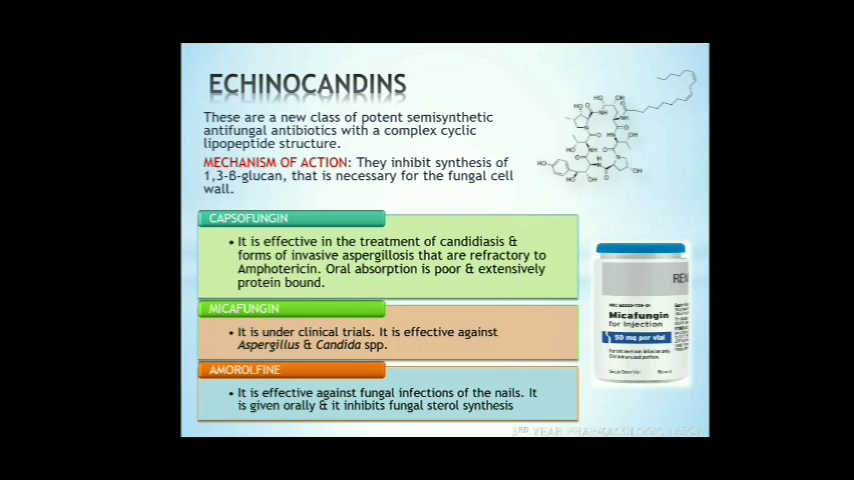 ECHINOCANDINS
These are a new class of potent semisynthetic
antifungal antibiotics with a complex cyclic
lipopeptide structure.
MECHANISM OF ACTION: They inhibit synthesis of
1,3-β-glucan, that is necessary for the fungal cell
wall.
CAPSOFUNGIN
• It is effective in the treatment of candidiasis &
forms of invasive aspergillosis that are refractory to
Amphotericin. Oral absorption is poor & extensively
protein bound.
MICAFUNGIN
• It is under clinical trials. It is effective against
Aspergillus & Candida spp.
AMOROLFINE
• It is effective against fungal infections of the nails. It
is given orally & it inhibits fungal sterol synthesis
Micafungin
for Injection
50 mg per vial
3RD YEAR PHARMACOLOGY